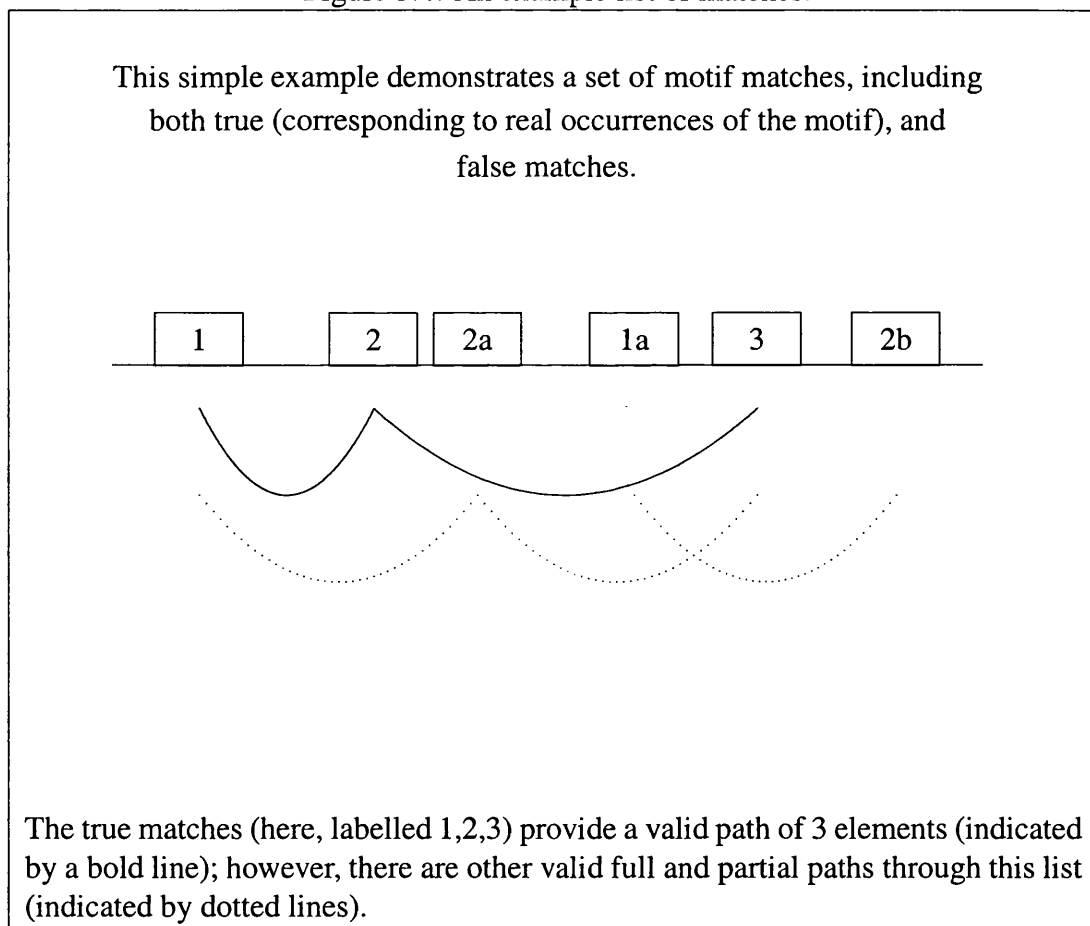 This simple example demonstrates a set of motif matches, including
both true (corresponding to real occurrences of the motif), and
false matches.
1 2 2a 1a 3 2b
The true matches (here, labelled 1,2,3) provide a valid path of 3 elements (indicated
by a bold line); however, there are other valid full and partial paths through this list
(indicated by dotted lines).